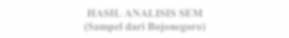 HASIL ANALISIS SEM
(Sampel dari Bojonegoro)